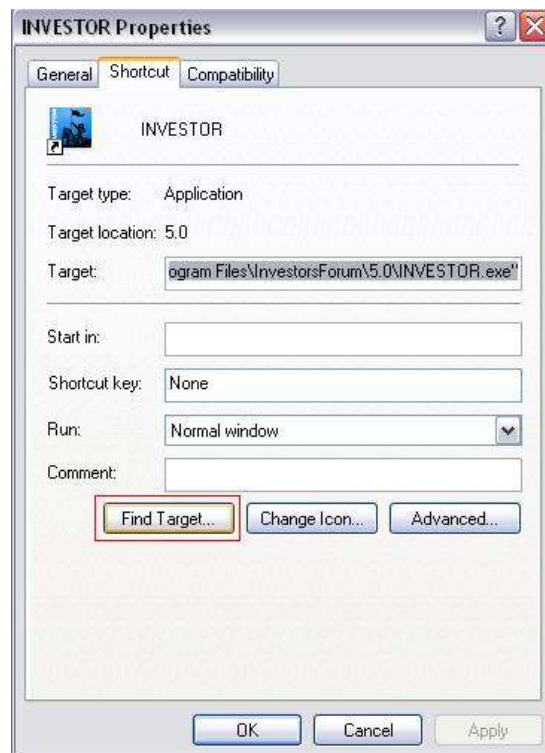 INVESTOR Properties
General Shortcut Compatibility
INVESTOR
Target type: Application
Target location: 5.0
Target: ogram Files\InvestorsForum\5.0\INVESTOR.exe"
Start in:
Shortcut key: None
Run: Normal window
Comment:
Find Target... Change Icon... Advanced...
OK Cancel Apply